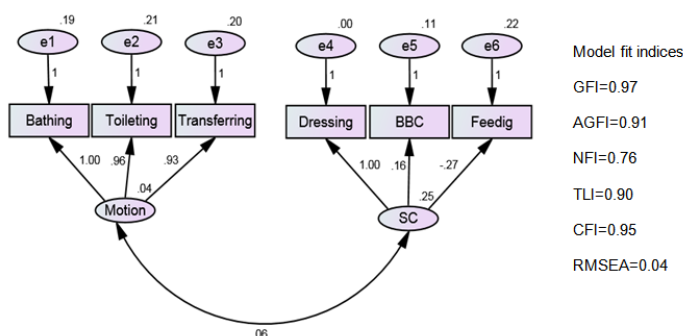 .19 .21 .20 .00 .11 .22
e1 e2 e3 e4 e5 e6
1 1 1 1 1 1
Bathing Toileting Transferring Dressing BBC Feedig
1.00 .96 .93 1.00 .16 -.27
.04 .25
Motion SC
.06
Model fit indices
GFI=0.97
AGFI=0.91
NFI=0.76
TLI=0.90
CFI=0.95
RMSEA=0.04